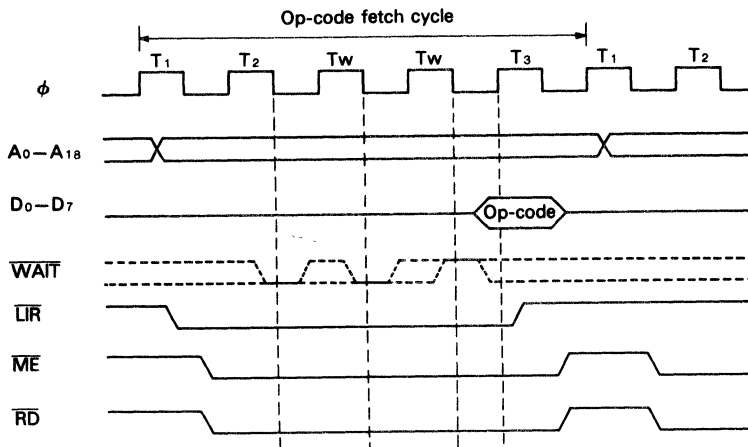 Op-code fetch cycle
T1 T2 Tw Tw T3 T1 T2
ϕ
A0–A18
D0–D7 Op-code
WAIT
LIR
ME
RD